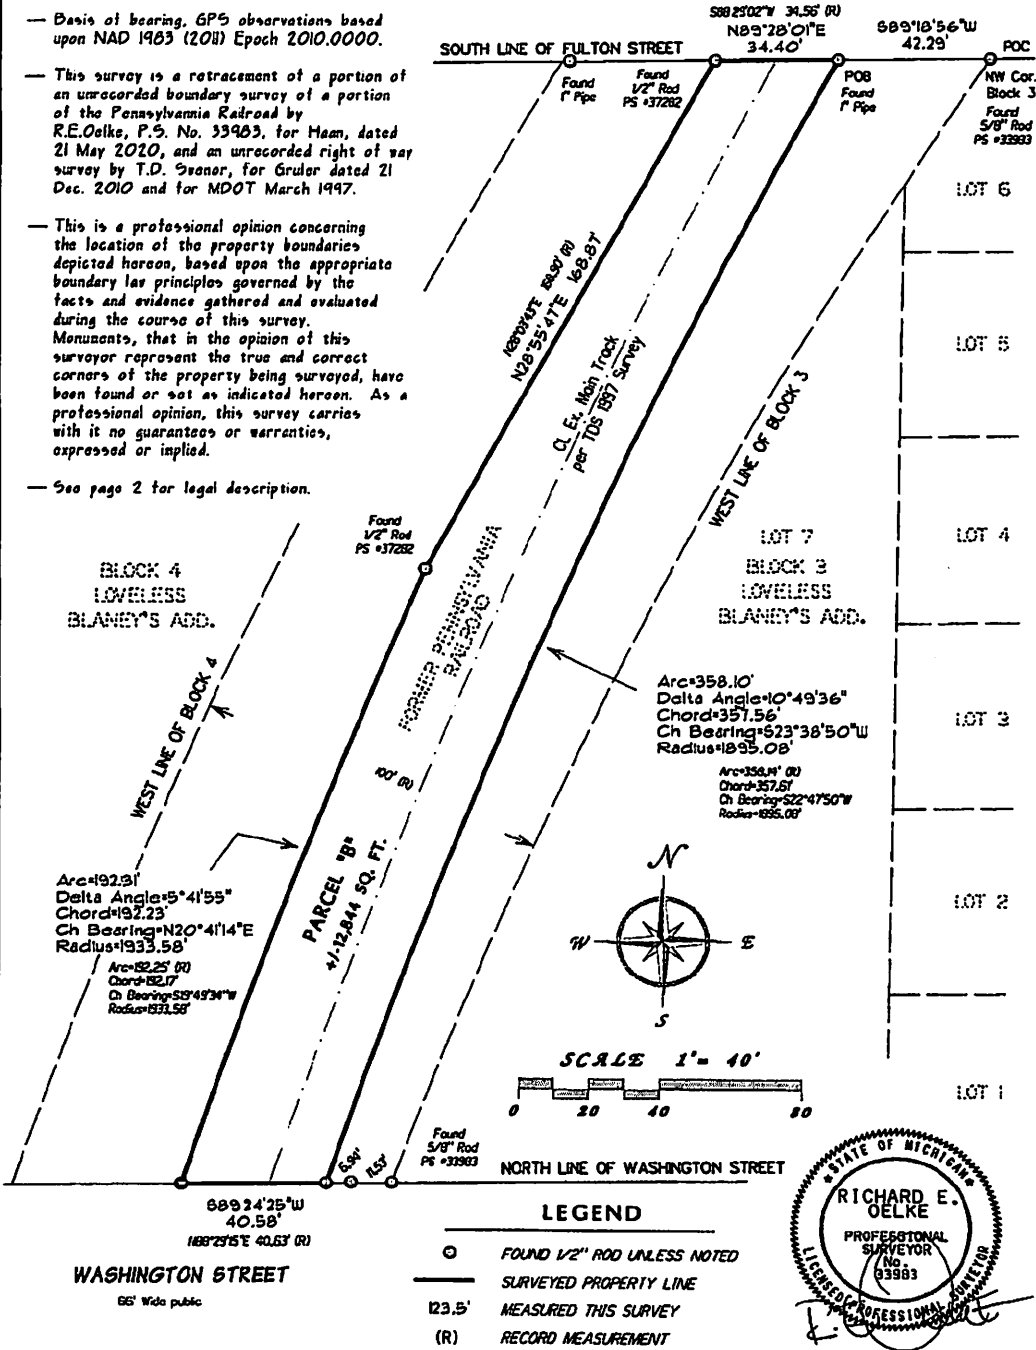 — Basis of bearing, GPS observations based
upon NAD 1983 (2011) Epoch 2010.0000.
— This survey is a retracement of a portion of
an unrecorded boundary survey of a portion
of the Pennsylvania Railroad by
R.E.Oelke, P.S. No. 33983, for Haan, dated
21 May 2020, and an unrecorded right of way
survey by T.D. for Gruler dated 21
Dec. 2010 and for MDOT March 1997.
— This is a professional opinion concerning
the location of the property boundaries
depicted hereon, based upon the appropriate
boundary law principles governed by the
facts and evidence gathered and evaluated
during the course of this survey.
Monuments, that in the opinion of this
surveyor represent the true and correct
corners of the property being surveyed, have
been found or set as indicated hereon. As a
professional opinion, this survey carries
with it no guarantees or warranties,
expressed or implied.
— See page 2 for legal description.
S88°25'02"W 34.56' (R)
N89°28'01"E
34.40'
S89°18'56"W
42.29'
SOUTH LINE OF FULTON STREET
POC
NW Cor.
Block 3
Found
5/8" Rod
PS #33983
Found
1" Pipe
Found
1/2" Rod
PS #37282
POB
Found
1" Pipe
LOT 6
N28°03'43"E 168.90' (R)
N28°55'47"E 168.87'
CL Ex. Main Track
per TDS 1997 Survey
WEST LINE OF BLOCK 3
LOT 5
Found
1/2" Rod
PS #37282
LOT 4
LOT 7
BLOCK 3
LOVELESS
BLANEY'S ADD.
BLOCK 4
LOVELESS
BLANEY'S ADD.
FORMER PENNSYLVANIA
RAILROAD
WEST LINE OF BLOCK 4
Arc=358.10'
Delta Angle=10°49'36"
Chord=357.56'
Ch Bearing=S23°38'50"W
Radius=1895.08'
Arc=358.14' (R)
Chord=357.61'
Ch Bearing=S22°47'50"W
Radius=1895.08'
LOT 3
100' (R)
PARCEL "B"
+/-12,844 SQ. FT.
Arc=192.31'
Delta Angle=5°41'55"
Chord=192.23'
Ch Bearing=N20°41'14"E
Radius=1933.58'
Arc=192.25' (R)
Chord=192.17'
Ch Bearing=S19°49'34"W
Radius=1933.58'
LOT 2
N
W E
S
SCALE 1"= 40'
0 20 40 80
LOT 1
Found
5/8" Rod
PS #33983
6.94'
11.53'
NORTH LINE OF WASHINGTON STREET
S89°24'25"W
40.58'
N88°29'15"E 40.63' (R)
WASHINGTON STREET
66' Wide public
LEGEND
FOUND 1/2" ROD UNLESS NOTED
SURVEYED PROPERTY LINE
123.5' MEASURED THIS SURVEY
(R) RECORD MEASUREMENT
STATE OF MICHIGAN
RICHARD E.
OELKE
PROFESSIONAL
SURVEYOR
No.
33983
LICENSED PROFESSIONAL SURVEYOR